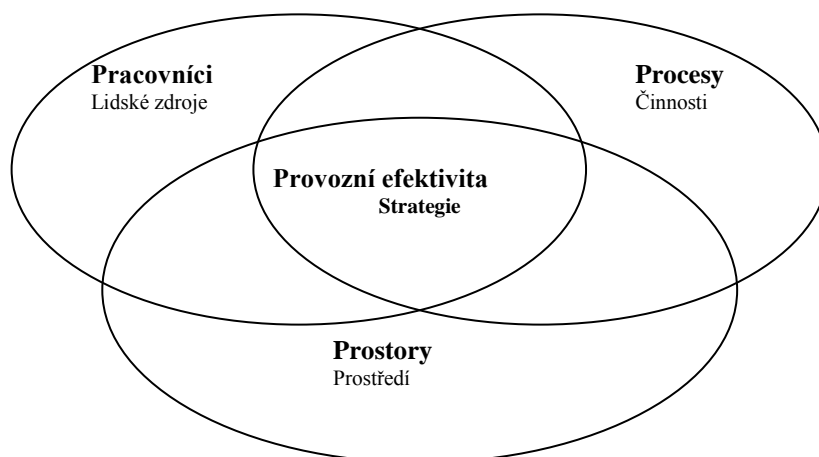 Pracovníci
Lidské zdroje
Procesy
Činnosti
Provozní efektivita
Strategie
Prostory
Prostředí